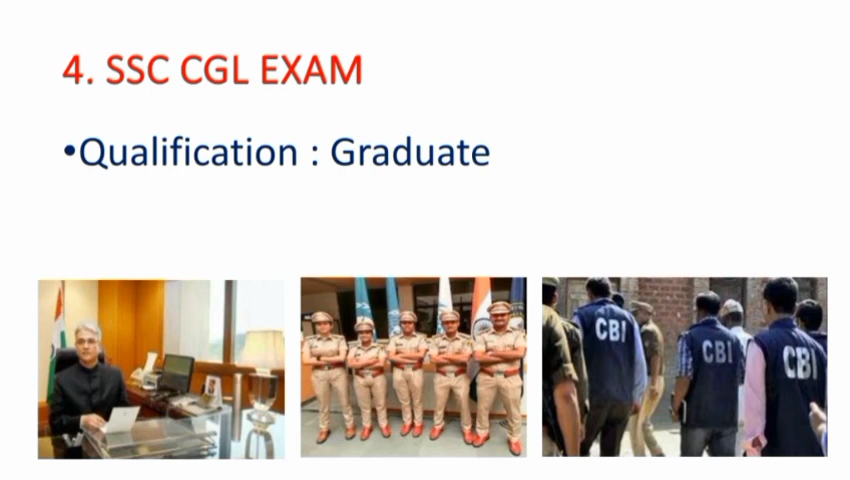 4. SSC CGL EXAM
•Qualification : Graduate
CBI
CBI
CBI